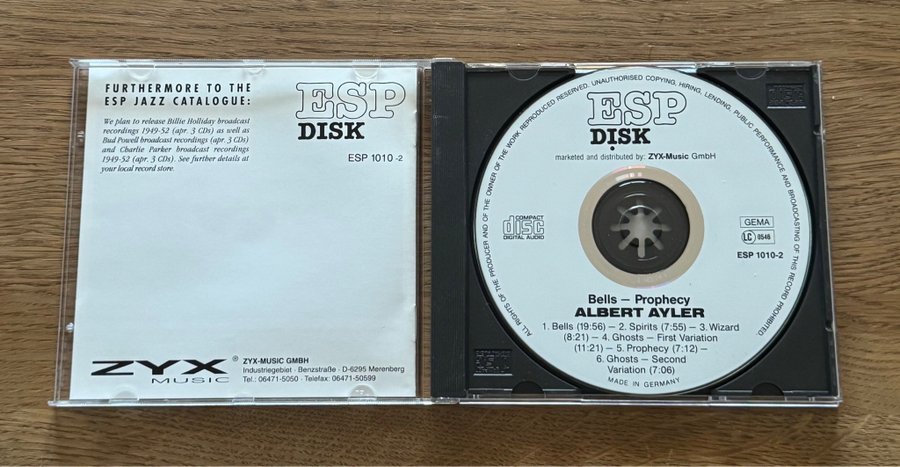 FURTHERMORE TO THE
ESP JAZZ CATALOGUE:
We plan to release Billie Holliday broadcast
recordings 1949-52 (apr. 3 CDs) as well as
Bud Powell broadcast recordings (apr. 3 CDs)
and Charlie Parker broadcast recordings
1949-52 (apr. 3 CDs). See further details at
your local record store.
ESP
DISK
ESP 1010 -2
ZYX®
MUSIC
ZYX-MUSIC GMBH
Industriegebiet · Benzstraße · D-6295 Merenberg
Tel.: 06471-5050 · Telefax: 06471-50599
ALL RIGHTS OF THE PRODUCER AND OF THE OWNER OF THE WORK REPRODUCED RESERVED. UNAUTHORISED COPYING, HIRING, LENDING, PUBLIC PERFORMANCE AND BROADCASTING OF THIS RECORD PROHIBITED
ESP
DISK
marketed and distributed by: ZYX-Music GmbH
COMPACT
disc
DIGITAL AUDIO
GEMA
LC 0546
ESP 1010-2
Bells – Prophecy
ALBERT AYLER
1. Bells (19:56) – 2. Spirits (7:55) – 3. Wizard
(8:21) – 4. Ghosts – First Variation
(11:21) – 5. Prophecy (7:12) –
6. Ghosts – Second
Variation (7:06)
MADE IN GERMANY